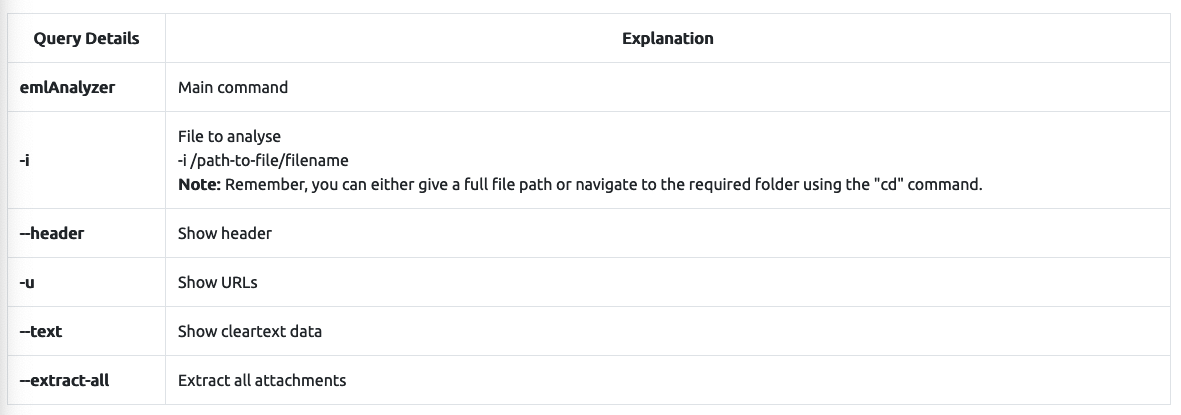 Query Details Explanation
emlAnalyzer Main command
-i File to analyse
-i /path-to-file/filename
Note: Remember, you can either give a full file path or navigate to the required folder using the "cd" command.
--header Show header
-u Show URLs
--text Show cleartext data
--extract-all Extract all attachments